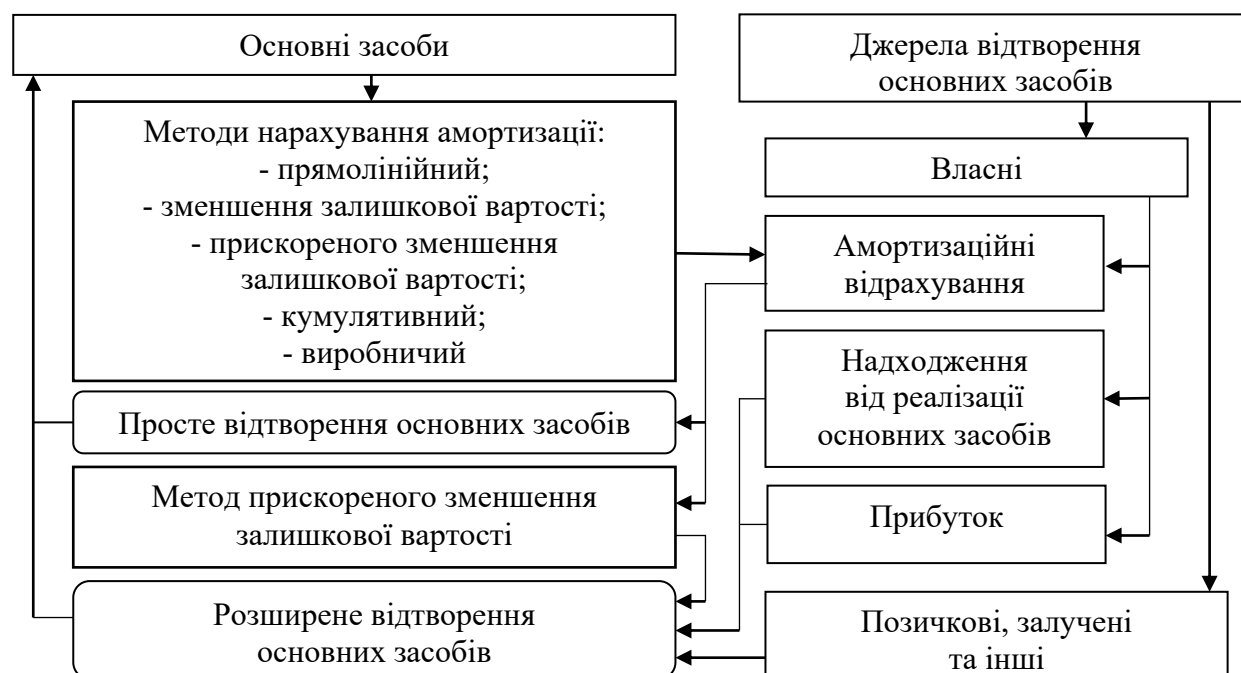 Основні засоби
Методи нарахування амортизації:
- прямолінійний;
- зменшення залишкової вартості;
- прискореного зменшення
залишкової вартості;
- кумулятивний;
- виробничий
Просте відтворення основних засобів
Метод прискореного зменшення
залишкової вартості
Розширене відтворення
основних засобів
Джерела відтворення
основних засобів
Власні
Амортизаційні
відрахування
Надходження
від реалізації
основних засобів
Прибуток
Позичкові, залучені
та інші